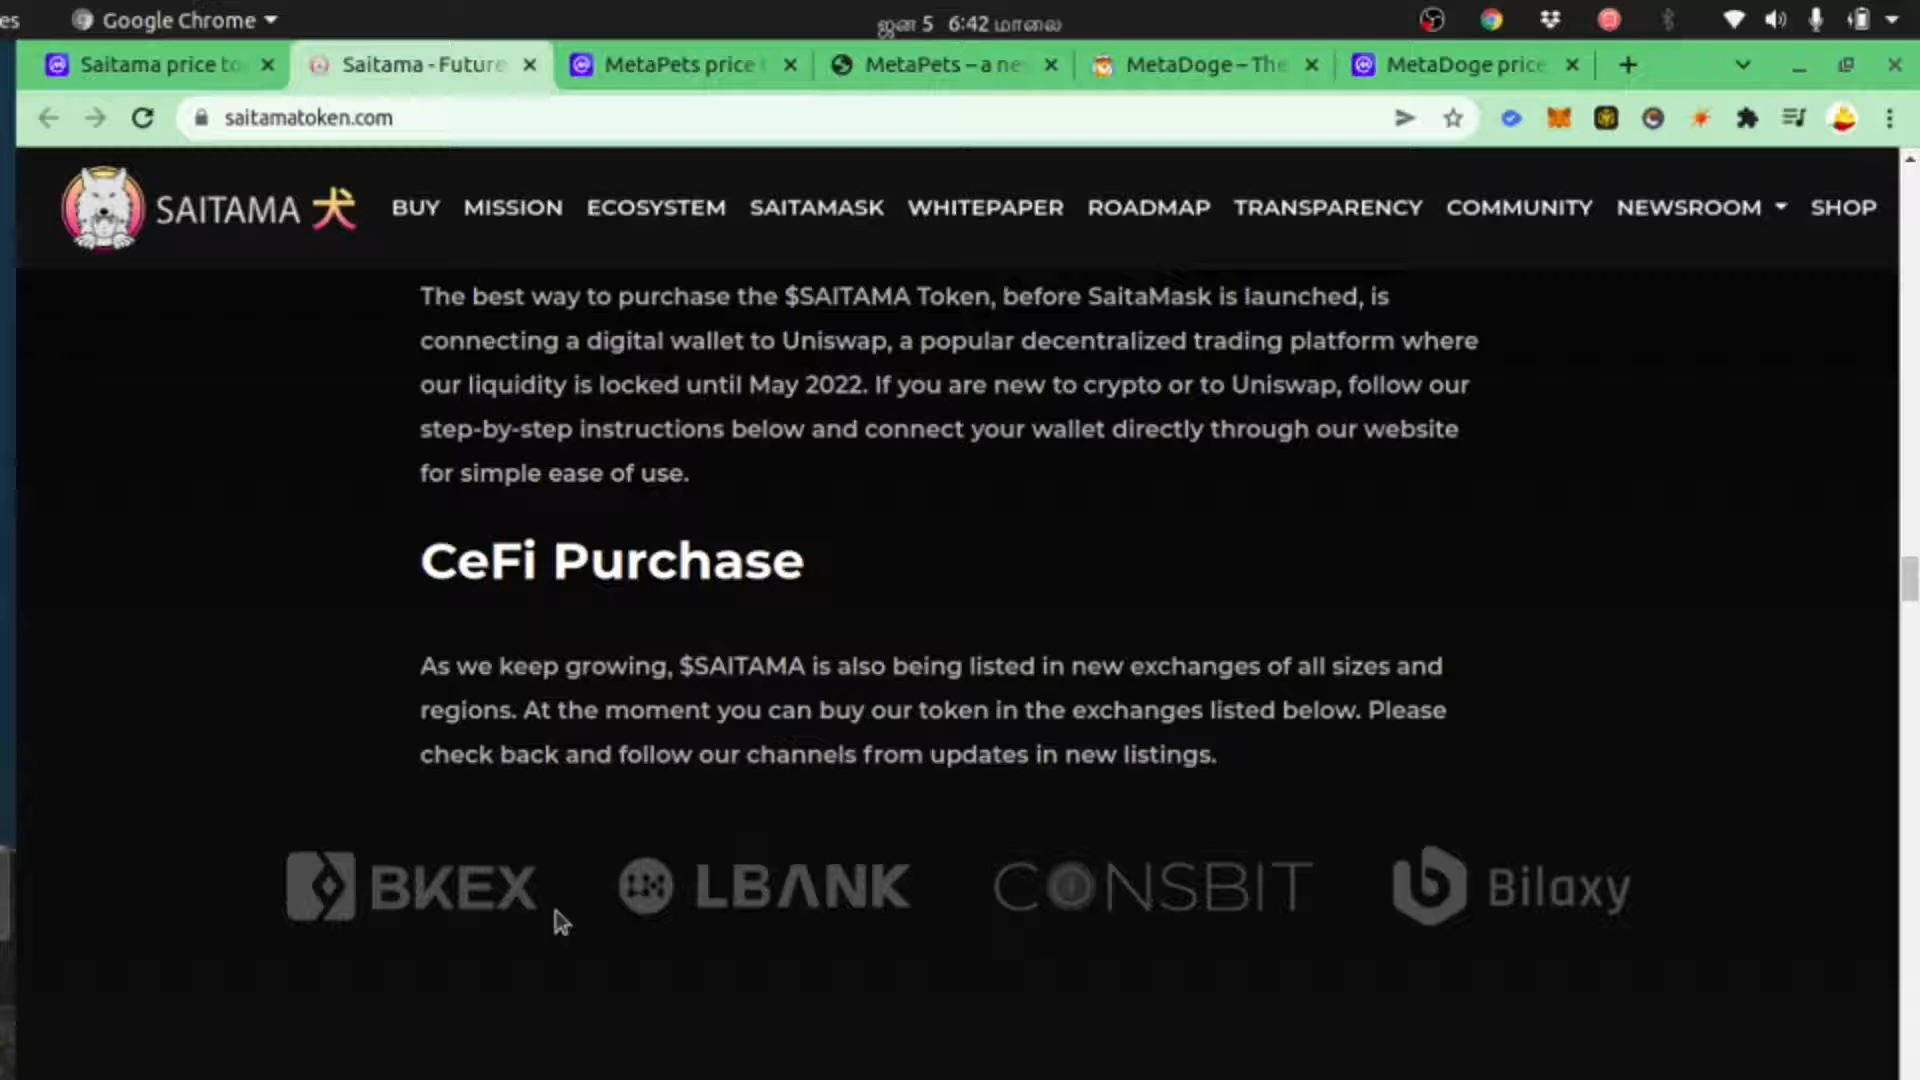 es Google Chrome ஜன 5 6:42 மாலை
Saitama price to Saitama - Future MetaPets price MetaPets – a ne MetaDoge – The MetaDoge price
saitamatoken.com
SAITAMA 犬 BUY MISSION ECOSYSTEM SAITAMASK WHITEPAPER ROADMAP TRANSPARENCY COMMUNITY NEWSROOM SHOP
The best way to purchase the $SAITAMA Token, before SaitaMask is launched, is
connecting a digital wallet to Uniswap, a popular decentralized trading platform where
our liquidity is locked until May 2022. If you are new to crypto or to Uniswap, follow our
step-by-step instructions below and connect your wallet directly through our website
for simple ease of use.
CeFi Purchase
As we keep growing, $SAITAMA is also being listed in new exchanges of all sizes and
regions. At the moment you can buy our token in the exchanges listed below. Please
check back and follow our channels from updates in new listings.
BKEX LBANK COINSBIT Bilaxy